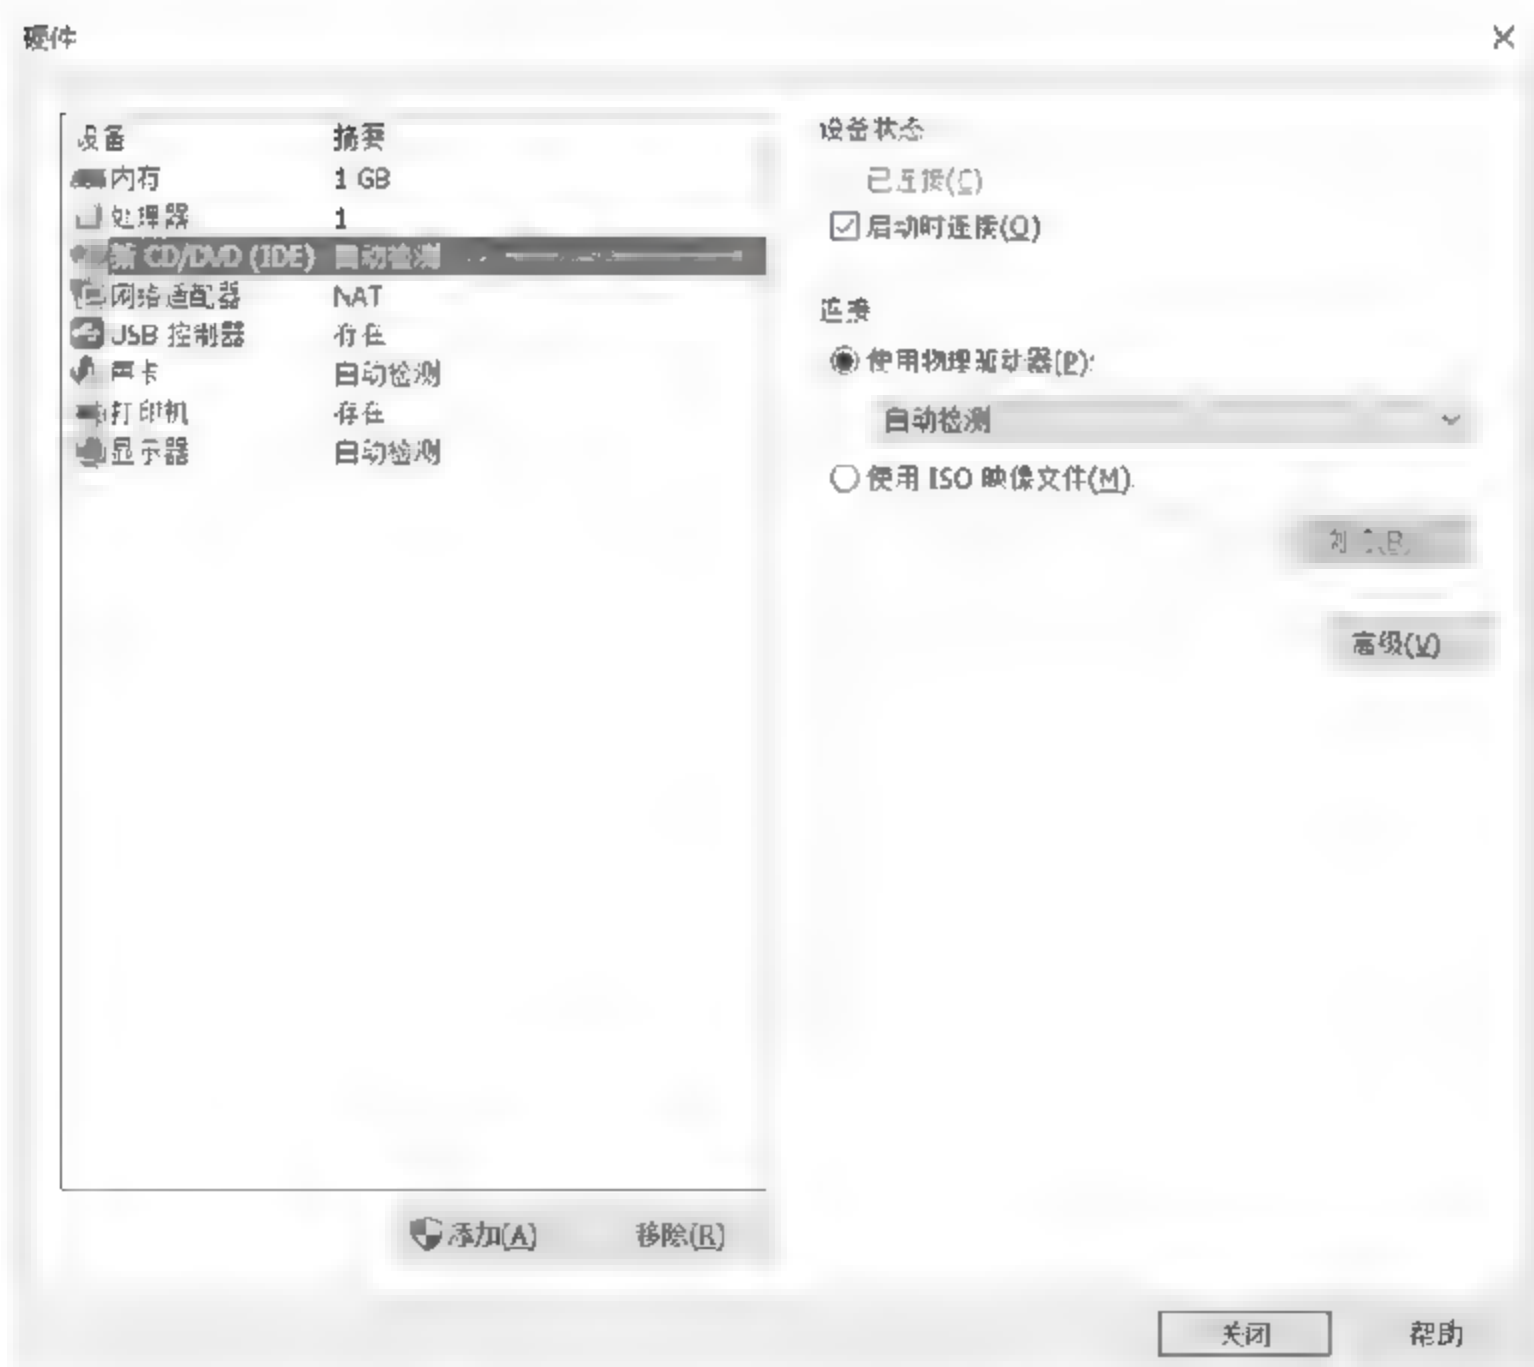 硬件
设备 摘要
内存 1 GB
处理器 1
新 CD/DVD (IDE) 自动检测
网络适配器 NAT
USB 控制器 存在
声卡 自动检测
打印机 存在
显示器 自动检测
添加(A) 移除(R)
设备状态
已连接(C)
启动时连接(O)
连接
使用物理驱动器(P):
自动检测
使用 ISO 映像文件(M):
高级(V)
关闭 帮助